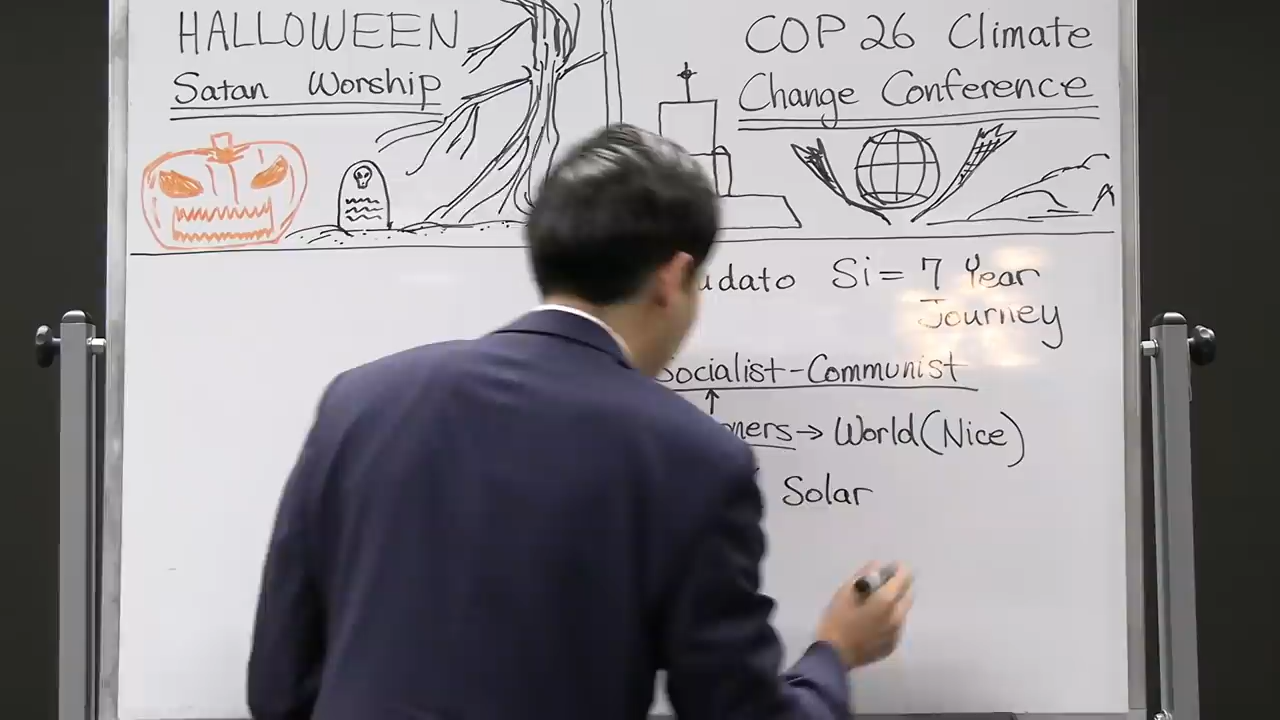 HALLOWEEN
Satan Worship
COP 26 Climate
Change Conference
Si = 7 Year
Journey
Socialist-Communist
→ World (Nice)
Solar